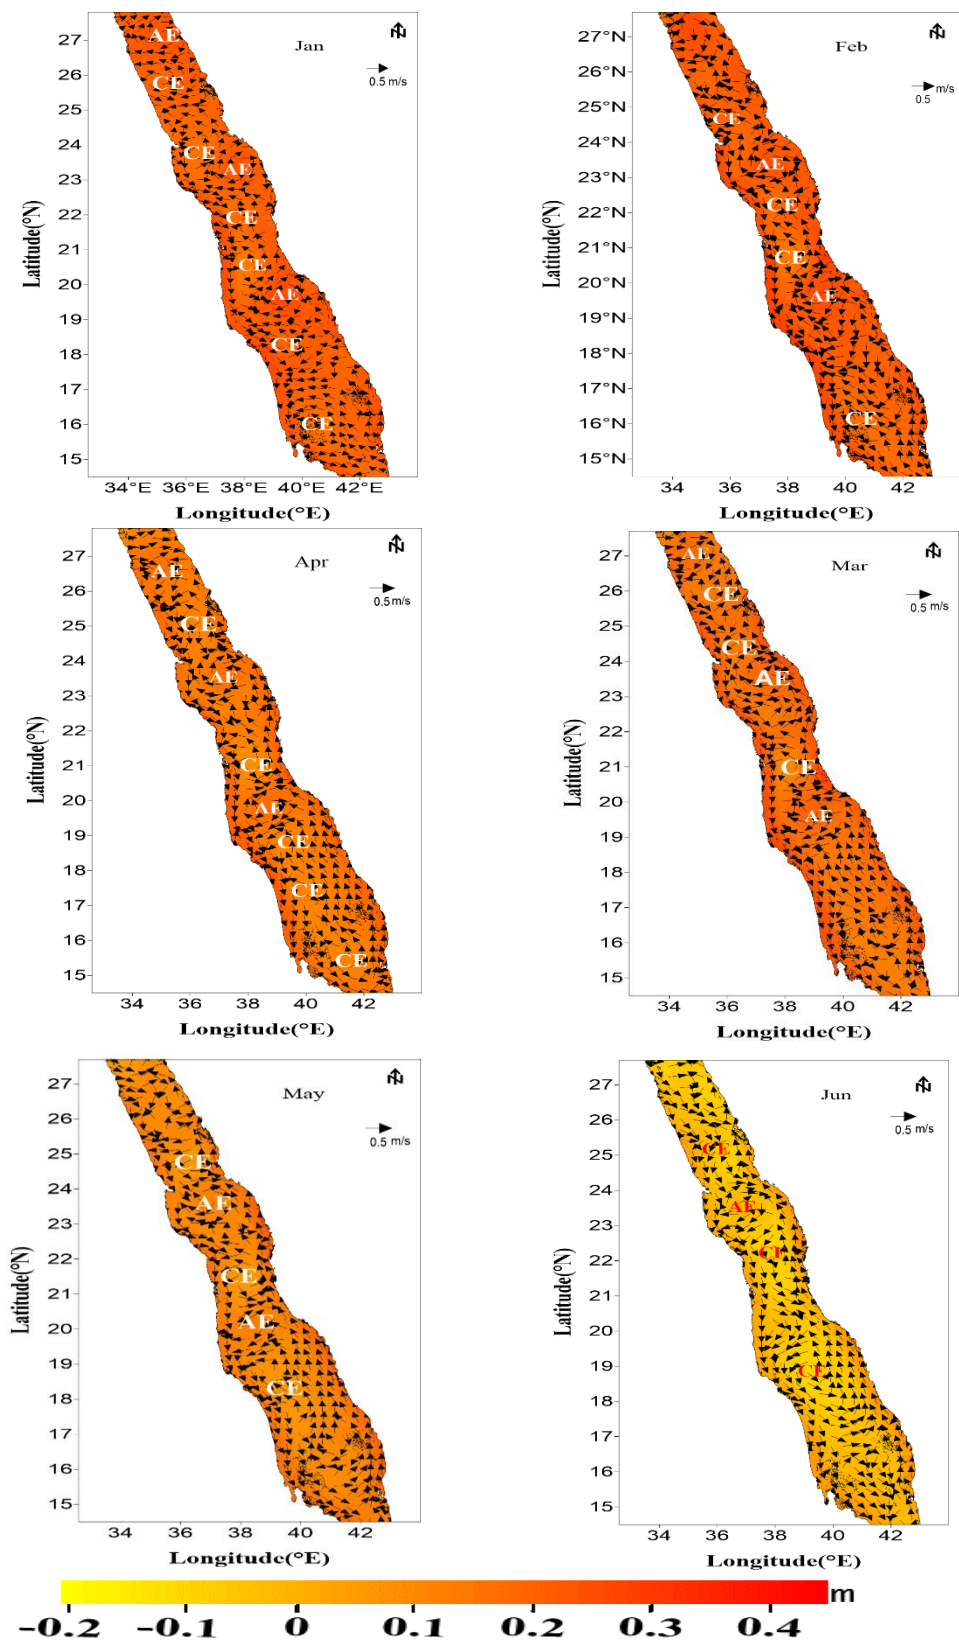 Jan
N
0.5 m/s
AE
CE
CE
AE
CE
CE
AE
CE
CE
27
26
25
24
23
22
21
20
19
18
17
16
15
Latitude(°N)
34°E 36°E 38°E 40°E 42°E
Longitude(°E)
Feb
N
0.5 m/s
CE
AE
CE
CE
AE
CE
27°N
26°N
25°N
24°N
23°N
22°N
21°N
20°N
19°N
18°N
17°N
16°N
15°N
Latitude(°N)
34 36 38 40 42
Longitude(°E)
Apr
N
0.5 m/s
AE
CE
AE
CE
AE
CE
CE
CE
27
26
25
24
23
22
21
20
19
18
17
16
15
Latitude(°N)
34 36 38 40 42
Longitude(°E)
Mar
N
0.5 m/s
AE
CE
CE
AE
CE
AE
27
26
25
24
23
22
21
20
19
18
17
16
15
Latitude(°N)
34 36 38 40 42
Longitude(°E)
May
N
0.5 m/s
CE
AE
CE
AE
CE
27
26
25
24
23
22
21
20
19
18
17
16
15
Latitude(°N)
34 36 38 40 42
Longitude(°E)
Jun
N
0.5 m/s
CE
AE
CE
CE
27
26
25
24
23
22
21
20
19
18
17
16
15
Latitude(°N)
34 36 38 40 42
Longitude(°E)
m
-0.2 -0.1 0 0.1 0.2 0.3 0.4